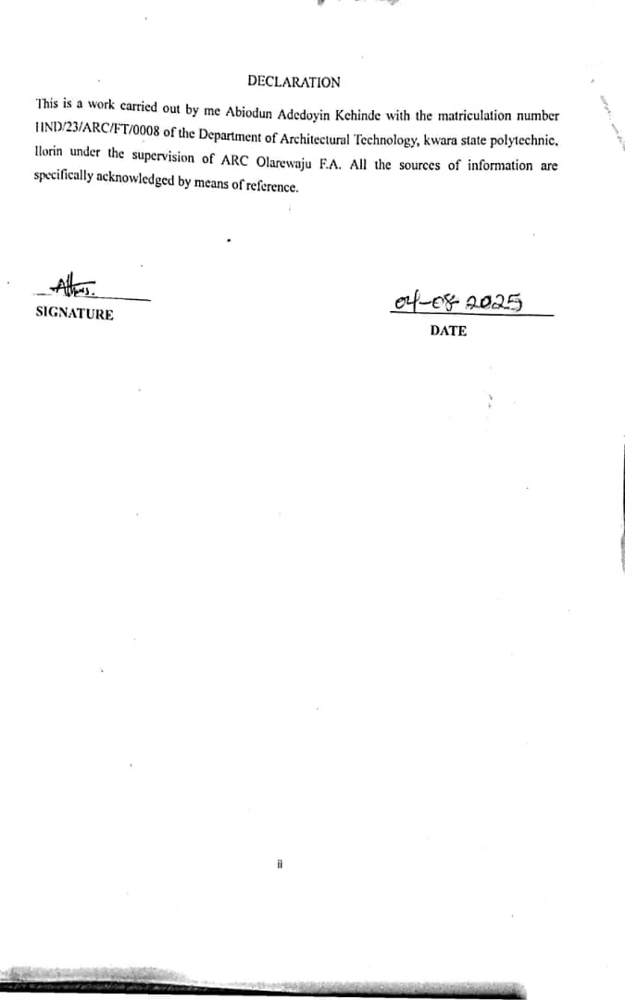 DECLARATION
This is a work carried out by me Abiodun Adedoyin Kehinde with the matriculation number
HND/23/ARC/FT/0008 of the Department of Architectural Technology, kwara state polytechnic,
Ilorin under the supervision of ARC Olarewaju F.A. All the sources of information are
specifically acknowledged by means of reference.
04-08-2025
SIGNATURE
DATE
ii